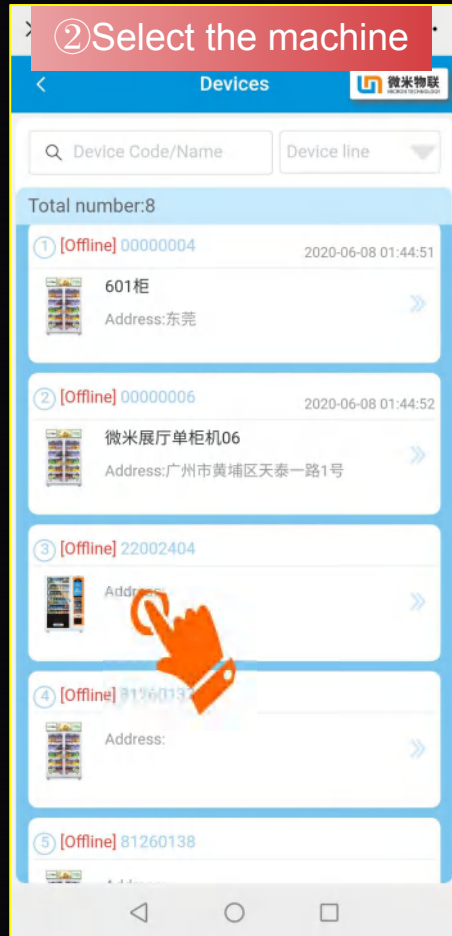 ②Select the machine
Devices
微米物联
MICRON TECHNOLOGY
Device Code/Name
Device line
Total number:8
① [Offline] 00000004
2020-06-08 01:44:51
601柜
Address:东莞
② [Offline] 00000006
2020-06-08 01:44:52
微米展厅单柜机06
Address:广州市黄埔区天泰一路1号
③ [Offline] 22002404
④ [Offline]
Address:
⑤ [Offline] 81260138